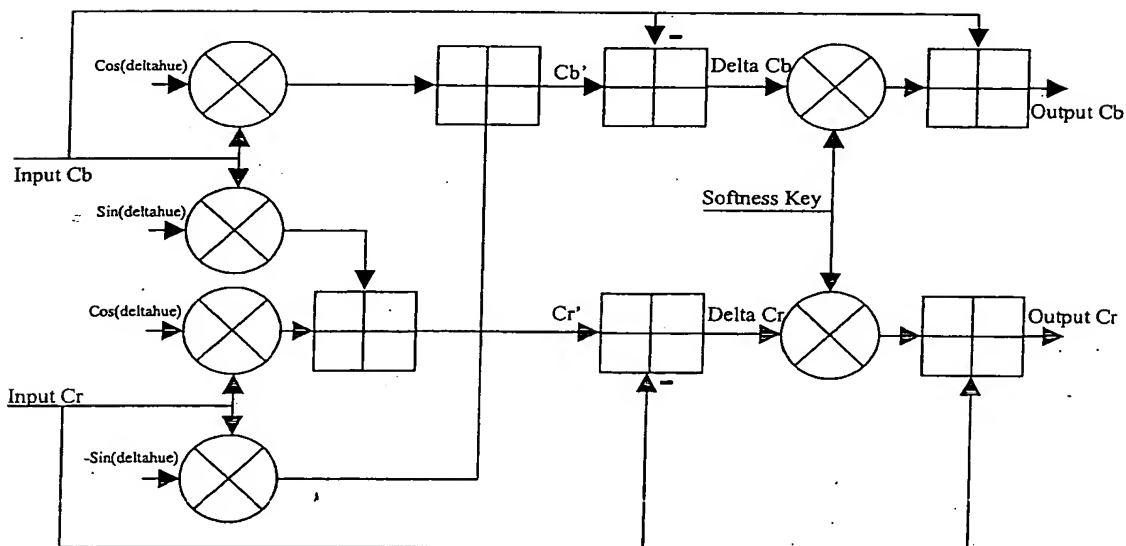 Cos(deltahue)
Cb'
-
Delta Cb
Output Cb
Input Cb
Sin(deltahue)
Softness Key
Cos(deltahue)
Cr'
Delta Cr
Output Cr
-
Input Cr
-Sin(deltahue)